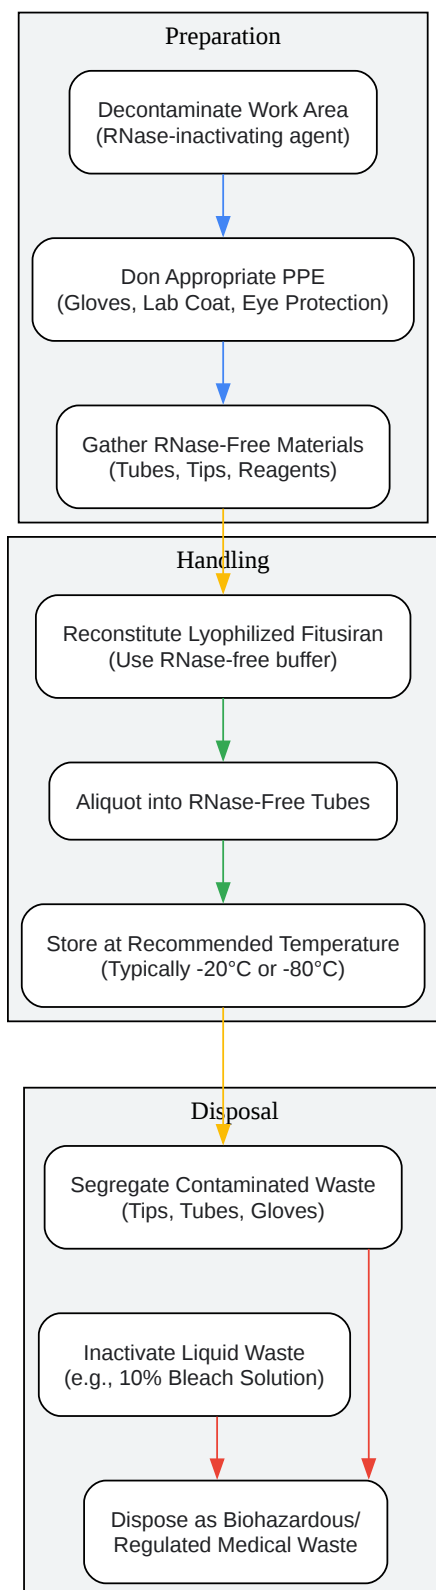 Preparation
Decontaminate Work Area
(RNase-inactivating agent)
Don Appropriate PPE
(Gloves, Lab Coat, Eye Protection)
Gather RNase-Free Materials
(Tubes, Tips, Reagents)
Handling
Reconstitute Lyophilized Fitusiran
(Use RNase-free buffer)
Aliquot into RNase-Free Tubes
Store at Recommended Temperature
(Typically -20°C or -80°C)
Disposal
Segregate Contaminated Waste
(Tips, Tubes, Gloves)
Inactivate Liquid Waste
(e.g., 10% Bleach Solution)
Dispose as Biohazardous/
Regulated Medical Waste